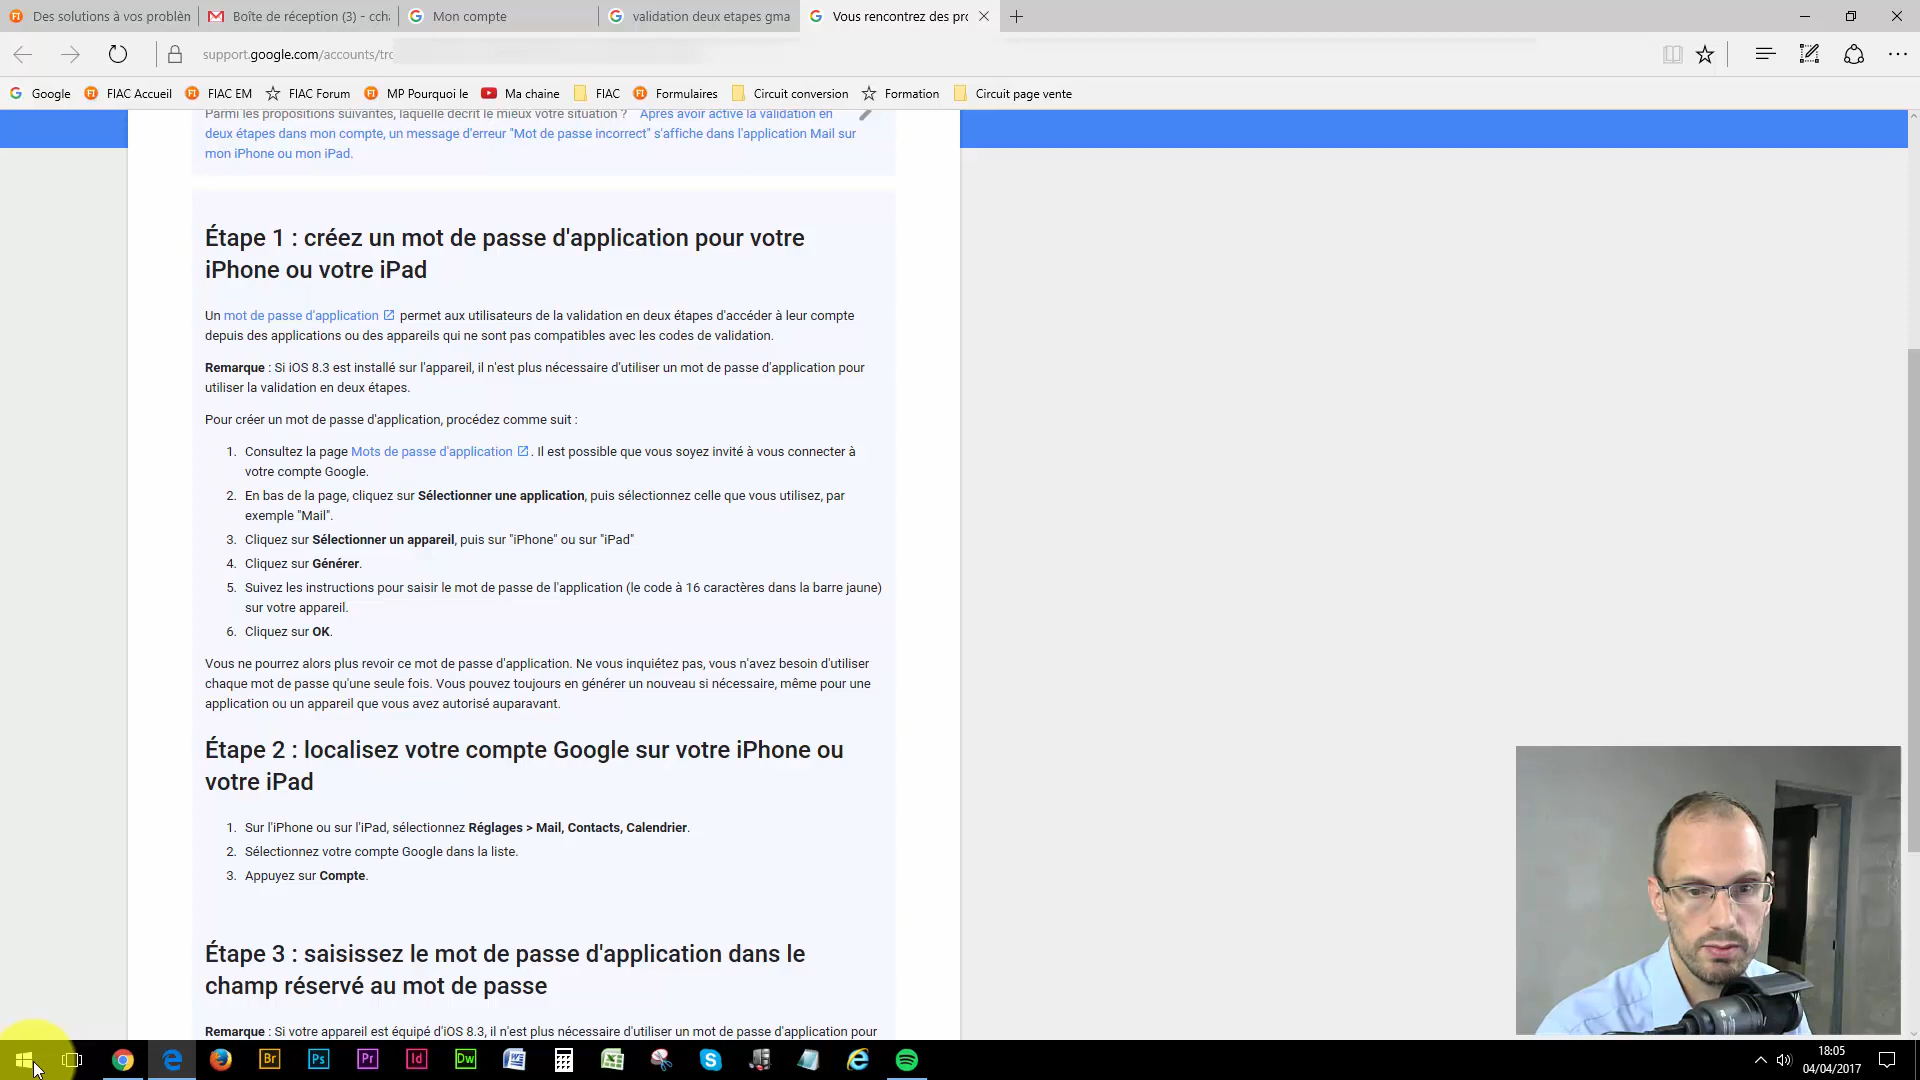 Des solutions à vos problèn
Boîte de réception (3) - ccha
Mon compte
validation deux etapes gma
Vous rencontrez des pro
support.google.com/accounts/tro
Google
FIAC Accueil
FIAC EM
FIAC Forum
MP Pourquoi le
Ma chaine
FIAC
Formulaires
Circuit conversion
Formation
Circuit page vente
Parmi les propositions suivantes, laquelle décrit le mieux votre situation ? Après avoir activé la validation en
deux étapes dans mon compte, un message d'erreur "Mot de passe incorrect" s'affiche dans l'application Mail sur
mon iPhone ou mon iPad.
Étape 1 : créez un mot de passe d'application pour votre
iPhone ou votre iPad
Un mot de passe d'application permet aux utilisateurs de la validation en deux étapes d'accéder à leur compte
depuis des applications ou des appareils qui ne sont pas compatibles avec les codes de validation.
Remarque : Si iOS 8.3 est installé sur l'appareil, il n'est plus nécessaire d'utiliser un mot de passe d'application pour
utiliser la validation en deux étapes.
Pour créer un mot de passe d'application, procédez comme suit :
1. Consultez la page Mots de passe d'application . Il est possible que vous soyez invité à vous connecter à
votre compte Google.
2. En bas de la page, cliquez sur Sélectionner une application, puis sélectionnez celle que vous utilisez, par
exemple "Mail".
3. Cliquez sur Sélectionner un appareil, puis sur "iPhone" ou sur "iPad"
4. Cliquez sur Générer.
5. Suivez les instructions pour saisir le mot de passe de l'application (le code à 16 caractères dans la barre jaune)
sur votre appareil.
6. Cliquez sur OK.
Vous ne pourrez alors plus revoir ce mot de passe d'application. Ne vous inquiétez pas, vous n'avez besoin d'utiliser
chaque mot de passe qu'une seule fois. Vous pouvez toujours en générer un nouveau si nécessaire, même pour une
application ou un appareil que vous avez autorisé auparavant.
Étape 2 : localisez votre compte Google sur votre iPhone ou
votre iPad
1. Sur l'iPhone ou sur l'iPad, sélectionnez Réglages > Mail, Contacts, Calendrier.
2. Sélectionnez votre compte Google dans la liste.
3. Appuyez sur Compte.
Étape 3 : saisissez le mot de passe d'application dans le
champ réservé au mot de passe
Remarque : Si votre appareil est équipé d'iOS 8.3, il n'est plus nécessaire d'utiliser un mot de passe d'application pour
Br
Ps
Pr
Id
Dw
18:05
04/04/2017